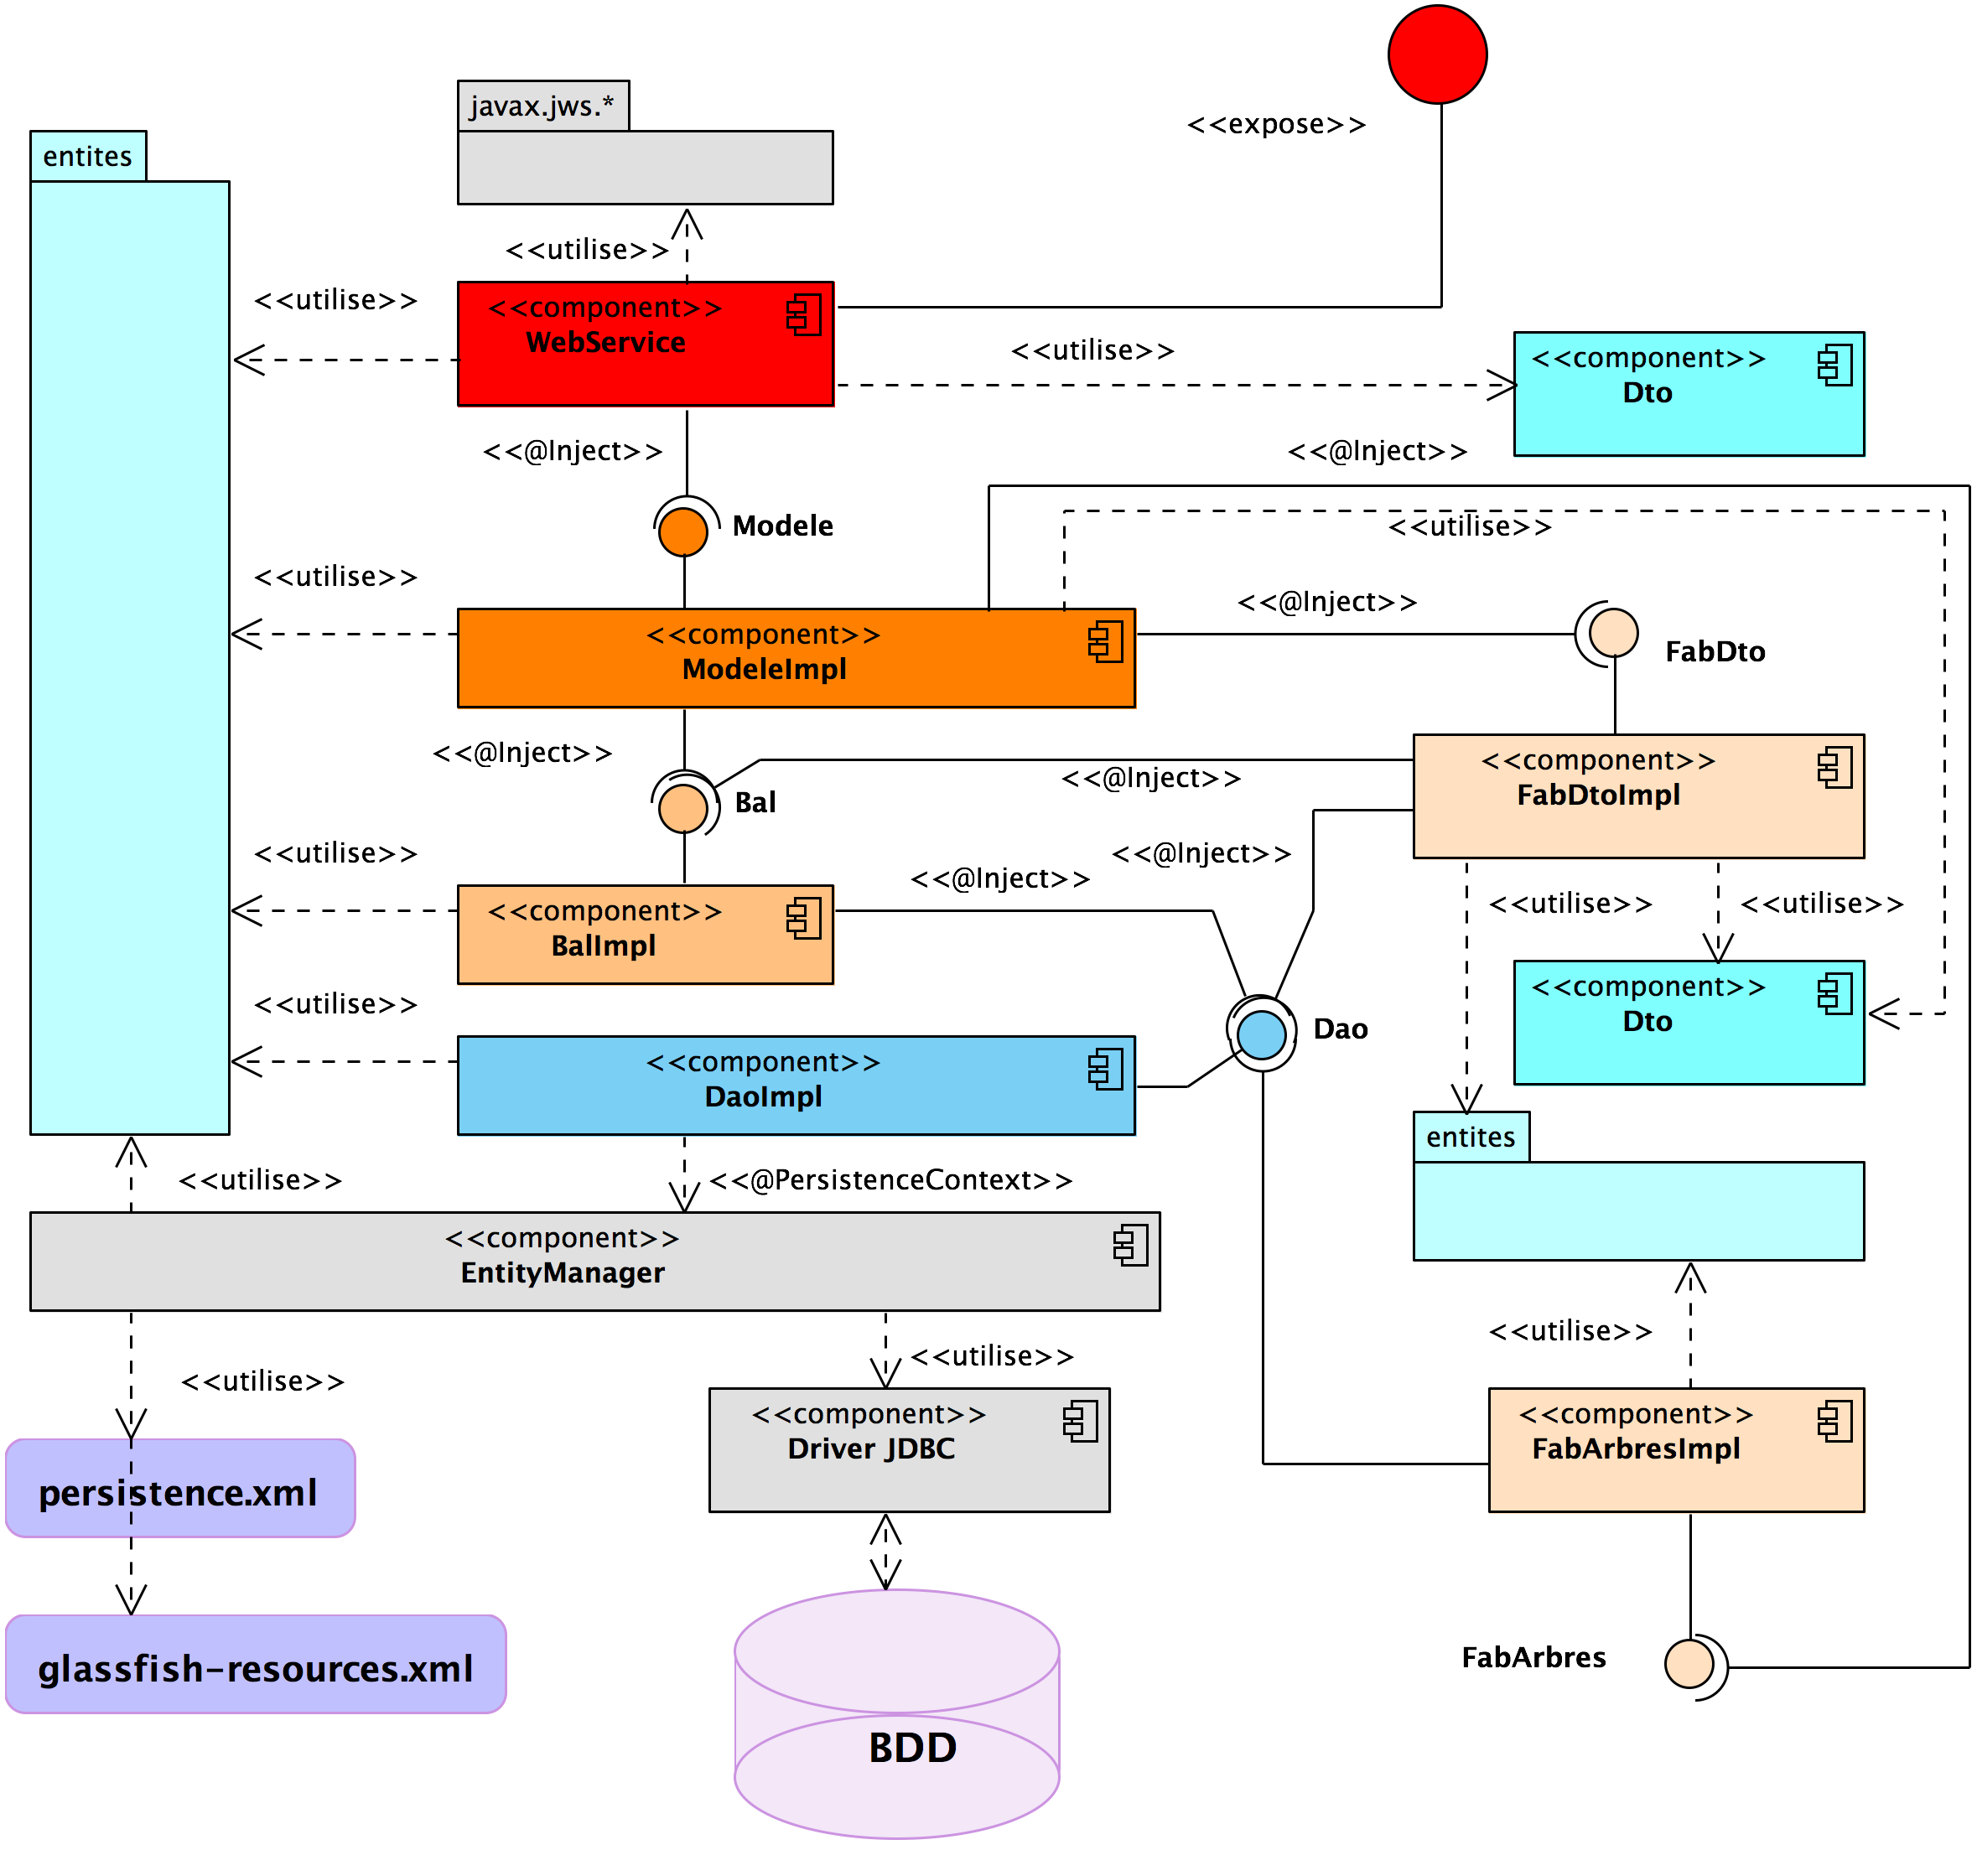 <<expose>>
javax.jws.*
entites
<<utilise>>
<<utilise>>
<<component>>
WebService
<<utilise>>
<<component>>
Dto
<<@Inject>>
<<@Inject>>
Modele
<<utilise>>
<<utilise>>
<<@Inject>>
<<component>>
ModeleImpl
FabDto
<<@Inject>>
<<@Inject>>
<<component>>
FabDtoImpl
Bal
<<utilise>>
<<@Inject>>
<<@Inject>>
<<component>>
BalImpl
<<utilise>>
<<utilise>>
<<utilise>>
<<component>>
Dto
Dao
<<component>>
DaoImpl
entites
<<utilise>>
<<@PersistenceContext>>
<<component>>
EntityManager
<<utilise>>
<<utilise>>
<<utilise>>
<<component>>
Driver JDBC
<<component>>
FabArbresImpl
persistence.xml
glassfish-resources.xml
FabArbres
BDD